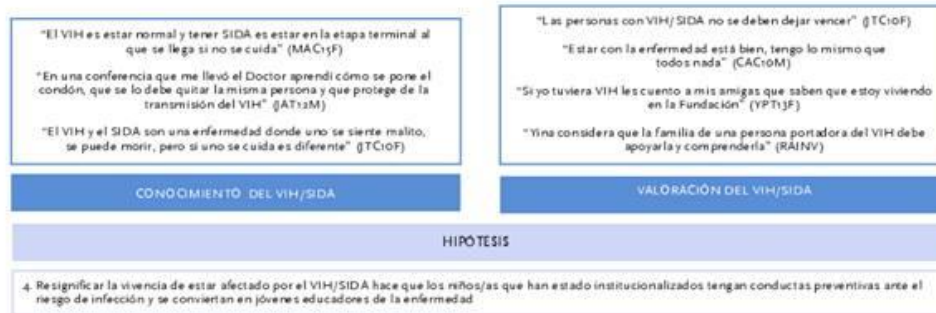 "El VIH es estar normal y tener SIDA es estar en la etapa terminal al
que se llega si no se cuida" (MAC15F)
"En una conferencia que me llevó el Doctor aprendí cómo se pone el
condón, que se lo debe quitar la misma persona y que protege de la
transmisión del VIH" (JAT12M)
"El VIH y el SIDA son una enfermedad donde uno se siente malito,
se puede morir, pero si uno se cuida es diferente" (JTC10F)
CONOCIMIENTO DEL VIH/SIDA
"Las personas con VIH/SIDA no se deben dejar vencer" (JTC10F)
"Estar con la enfermedad está bien, tengo lo mismo que
todos nada" (CAC10M)
"Si yo tuviera VIH les cuento a mis amigas que saben que estoy viviendo
en la Fundación" (YPT13F)
"Yina considera que la familia de una persona portadora del VIH debe
apoyarla y comprenderla" (RAINV)
VALORACIÓN DEL VIH/SIDA
HIPÓTESIS
4. Resignificar la vivencia de estar afectado por el VIH/SIDA hace que los niños/as que han estado institucionalizados tengan conductas preventivas ante el
riesgo de infección y se conviertan en jóvenes educadores de la enfermedad